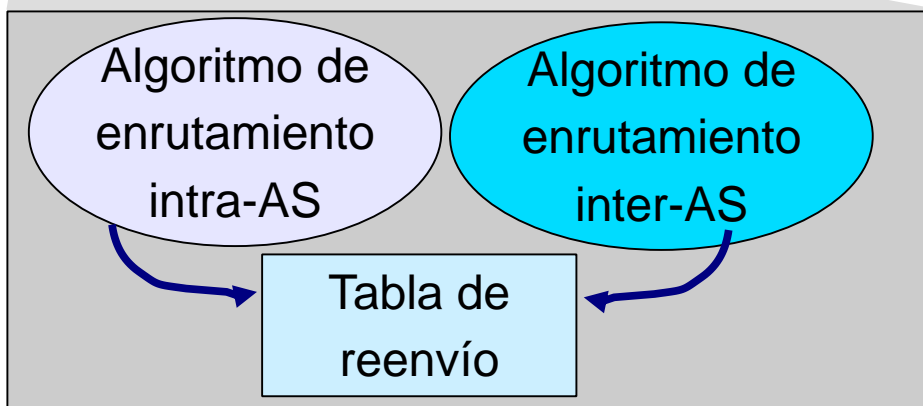 Algoritmo de
enrutamiento
intra-AS
Algoritmo de
enrutamiento
inter-AS
Tabla de
reenvío